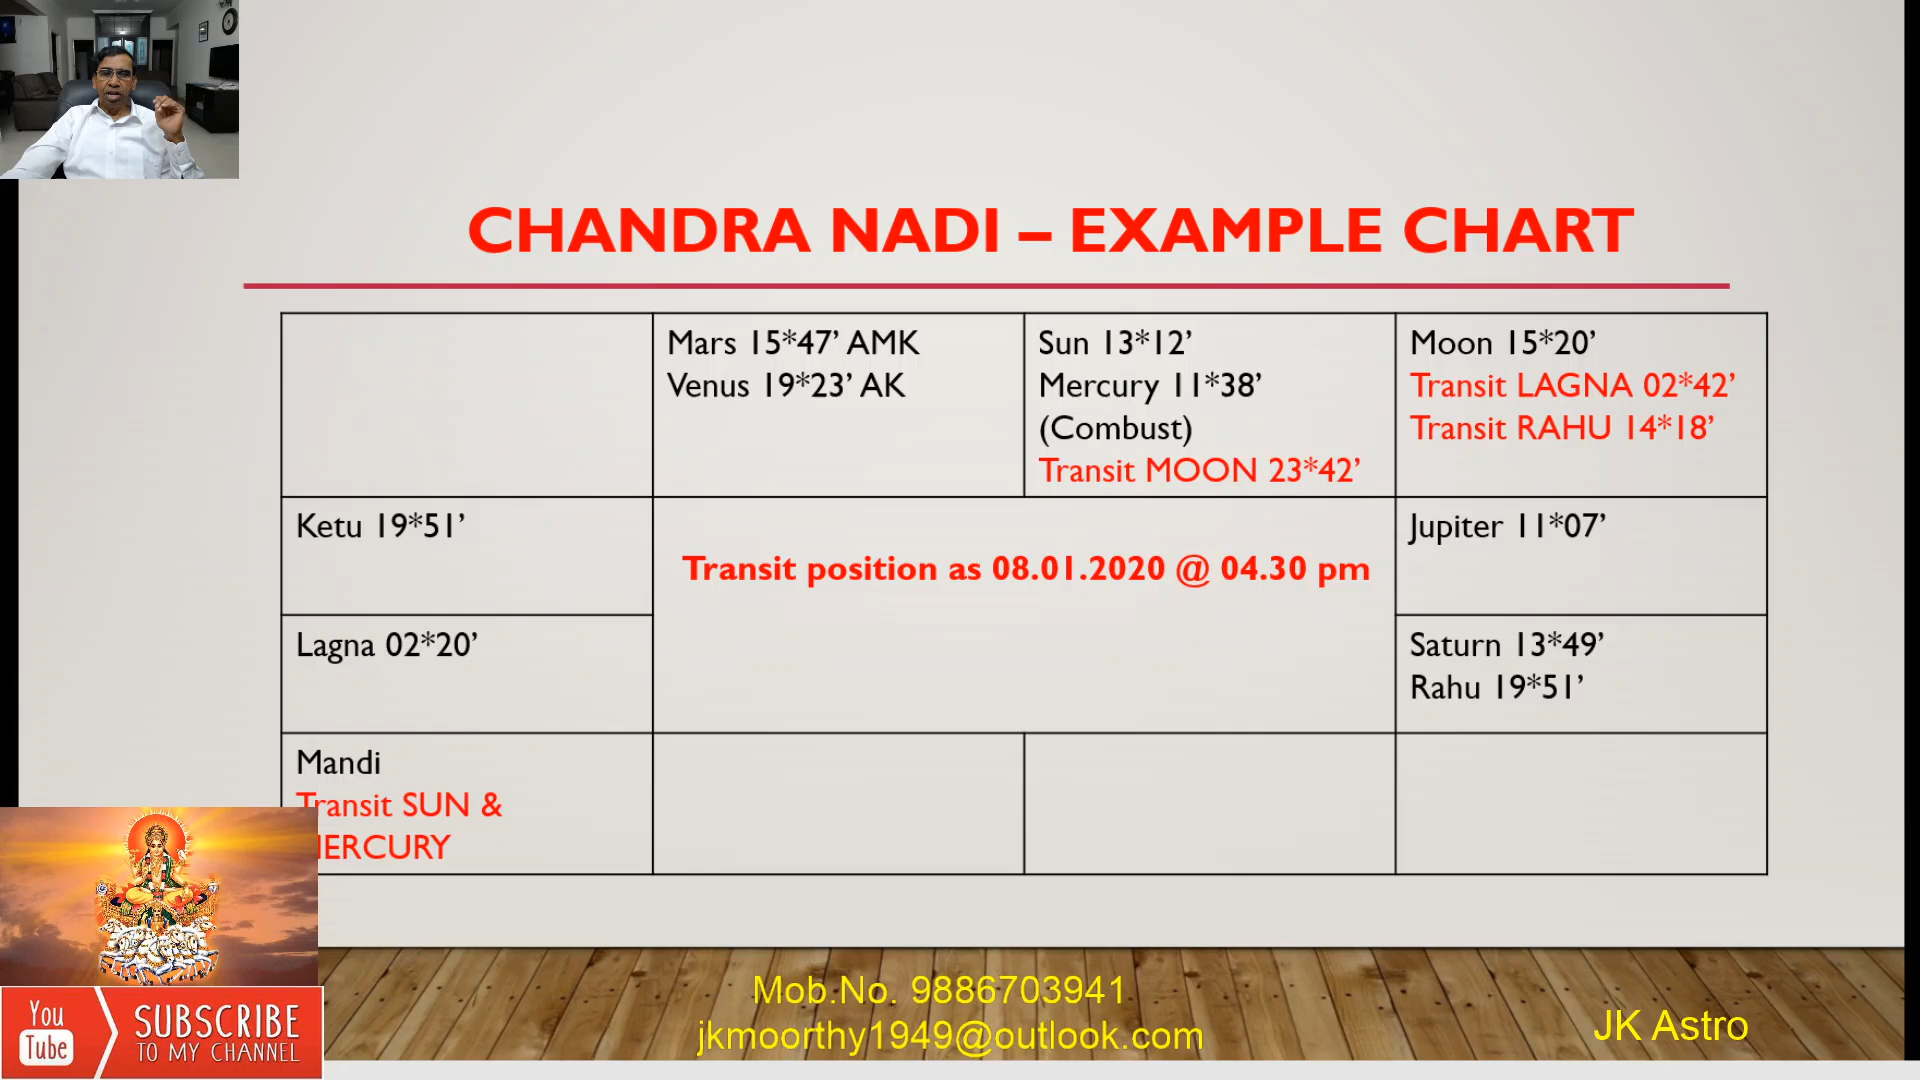 CHANDRA NADI – EXAMPLE CHART
Mars 15*47’ AMK
Venus 19*23’ AK
Sun 13*12’
Mercury 11*38’
(Combust)
Transit MOON 23*42’
Moon 15*20’
Transit LAGNA 02*42’
Transit RAHU 14*18’
Ketu 19*51’
Transit position as 08.01.2020 @ 04.30 pm
Jupiter 11*07’
Lagna 02*20’
Saturn 13*49’
Rahu 19*51’
Mandi
Transit SUN &
MERCURY
Mob.No. 9886703941
jkmoorthy1949@outlook.com
JK Astro
You
Tube
SUBSCRIBE
TO MY CHANNEL